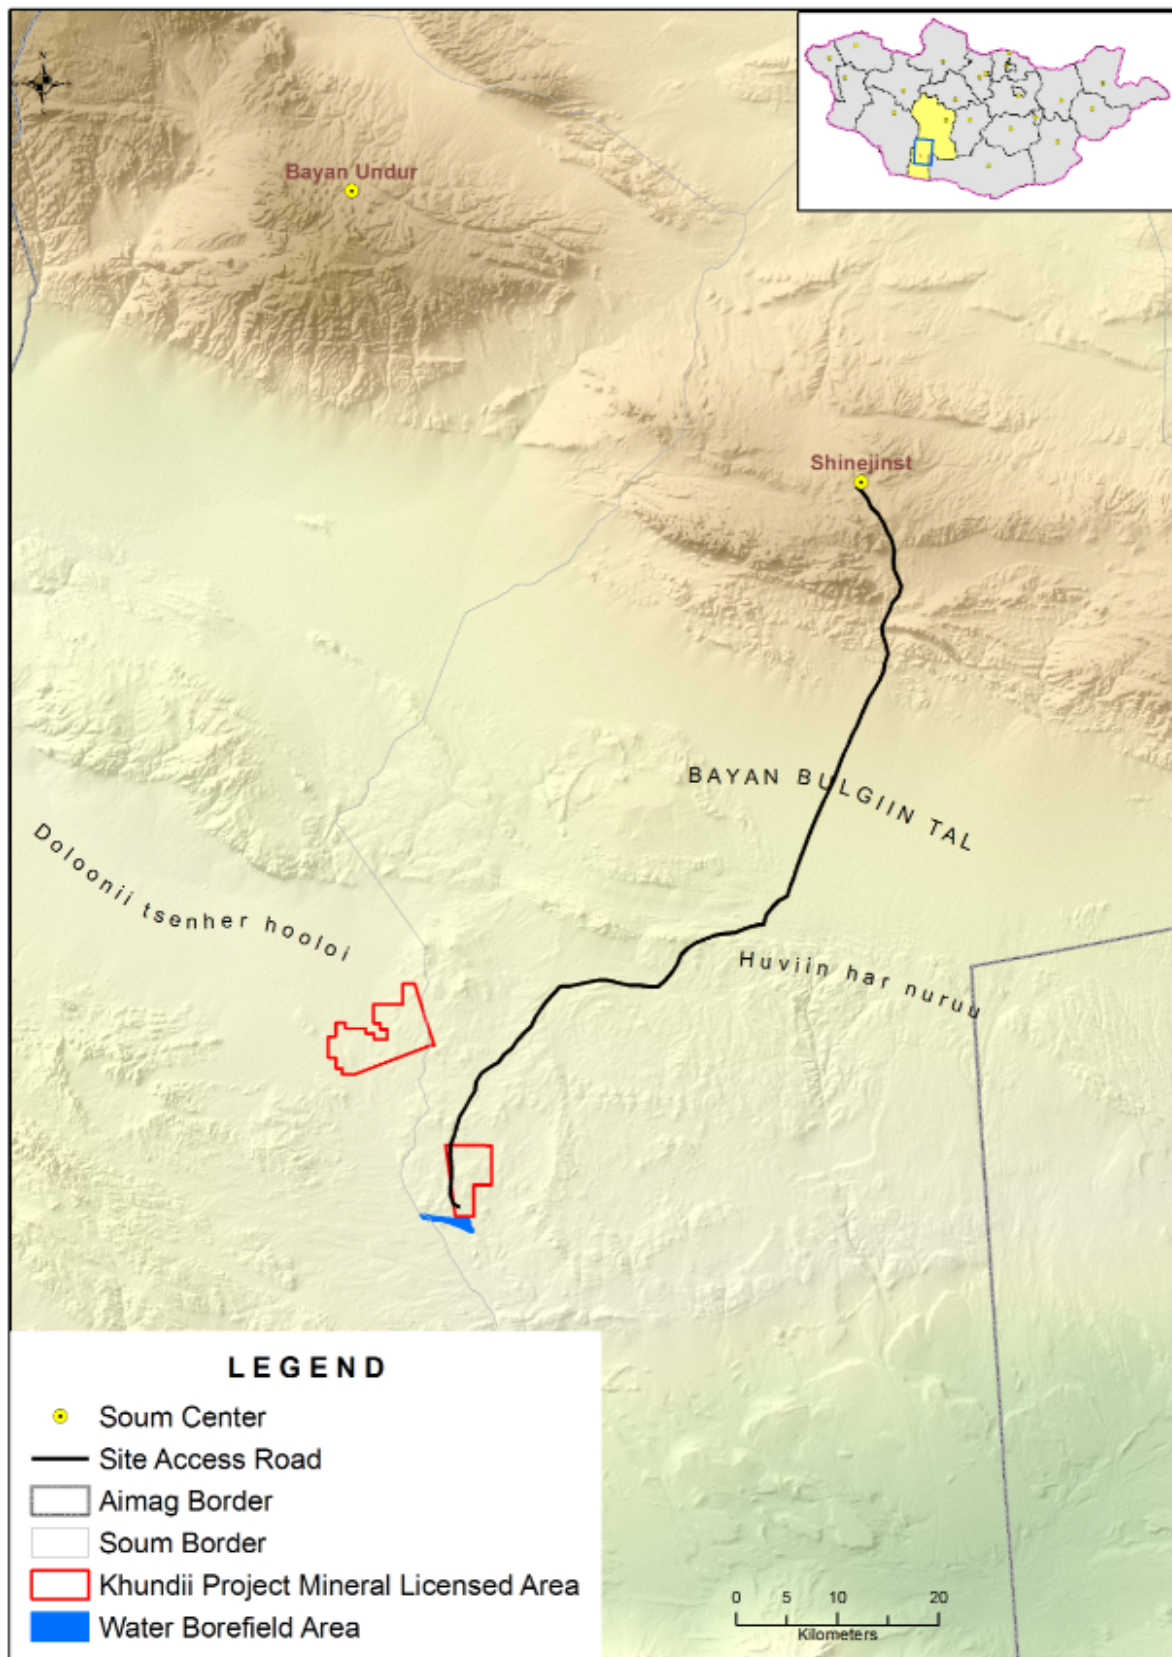 N
Bayan Undur
Shinejinst
BAYAN BULGIIN TAL
Doloonii tsenher hooloi
Huviin har nuruu
LEGEND
Soum Center
Site Access Road
Aimag Border
Soum Border
Khundii Project Mineral Licensed Area
Water Borefield Area
0 5 10 20
Kilometers